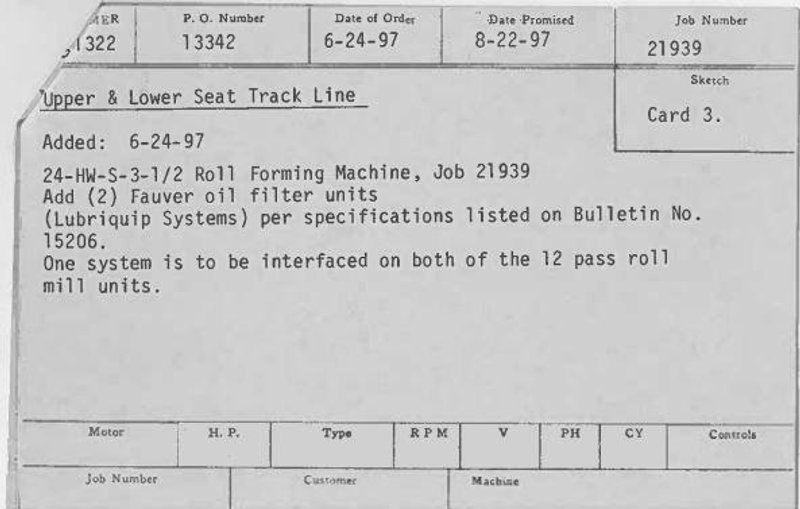 P. O. Number
Date of Order
Date Promised
Job Number
1322
13342
6-24-97
8-22-97
21939
Sketch
Card 3.
Upper & Lower Seat Track Line
Added: 6-24-97
24-HW-S-3-1/2 Roll Forming Machine, Job 21939
Add (2) Fauver oil filter units
(Lubriquip Systems) per specifications listed on Bulletin No.
15206.
One system is to be interfaced on both of the 12 pass roll
mill units.
Motor H. P. Type R P M V PH CY Controls
Job Number Customer Machine